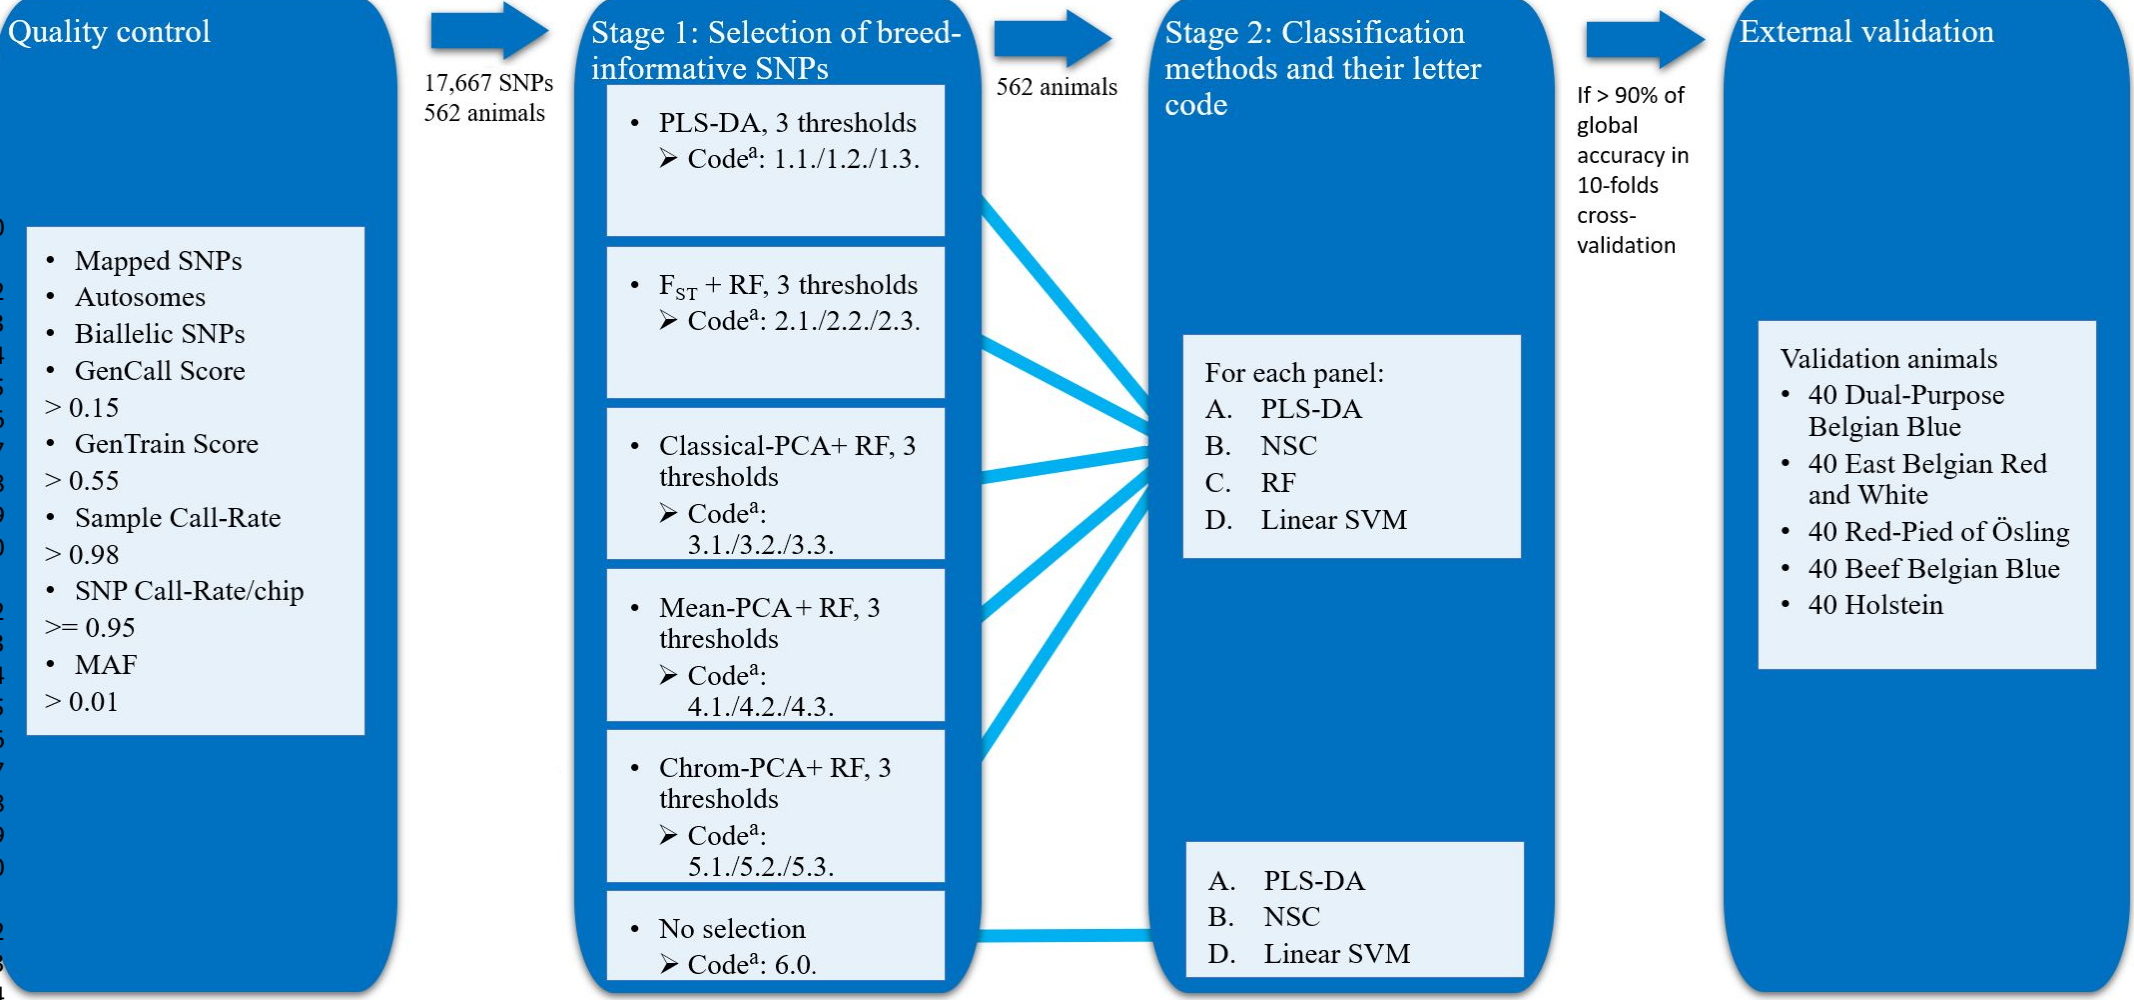 Quality control
17,667 SNPs
562 animals
Stage 1: Selection of breed-
informative SNPs
562 animals
Stage 2: Classification
methods and their letter
code
If > 90% of
global
accuracy in
10-folds
cross-
validation
External validation
• Mapped SNPs
• Autosomes
• Biallelic SNPs
• GenCall Score
> 0.15
• GenTrain Score
> 0.55
• Sample Call-Rate
> 0.98
• SNP Call-Rate/chip
>= 0.95
• MAF
> 0.01
• PLS-DA, 3 thresholds
➢ Codeᵃ: 1.1./1.2./1.3.
• FST + RF, 3 thresholds
➢ Codeᵃ: 2.1./2.2./2.3.
• Classical-PCA+ RF, 3
thresholds
➢ Codeᵃ:
3.1./3.2./3.3.
• Mean-PCA+ RF, 3
thresholds
➢ Codeᵃ:
4.1./4.2./4.3.
• Chrom-PCA+ RF, 3
thresholds
➢ Codeᵃ:
5.1./5.2./5.3.
• No selection
➢ Codeᵃ: 6.0.
For each panel:
A. PLS-DA
B. NSC
C. RF
D. Linear SVM
A. PLS-DA
B. NSC
D. Linear SVM
Validation animals
• 40 Dual-Purpose
Belgian Blue
• 40 East Belgian Red
and White
• 40 Red-Pied of Ösling
• 40 Beef Belgian Blue
• 40 Holstein